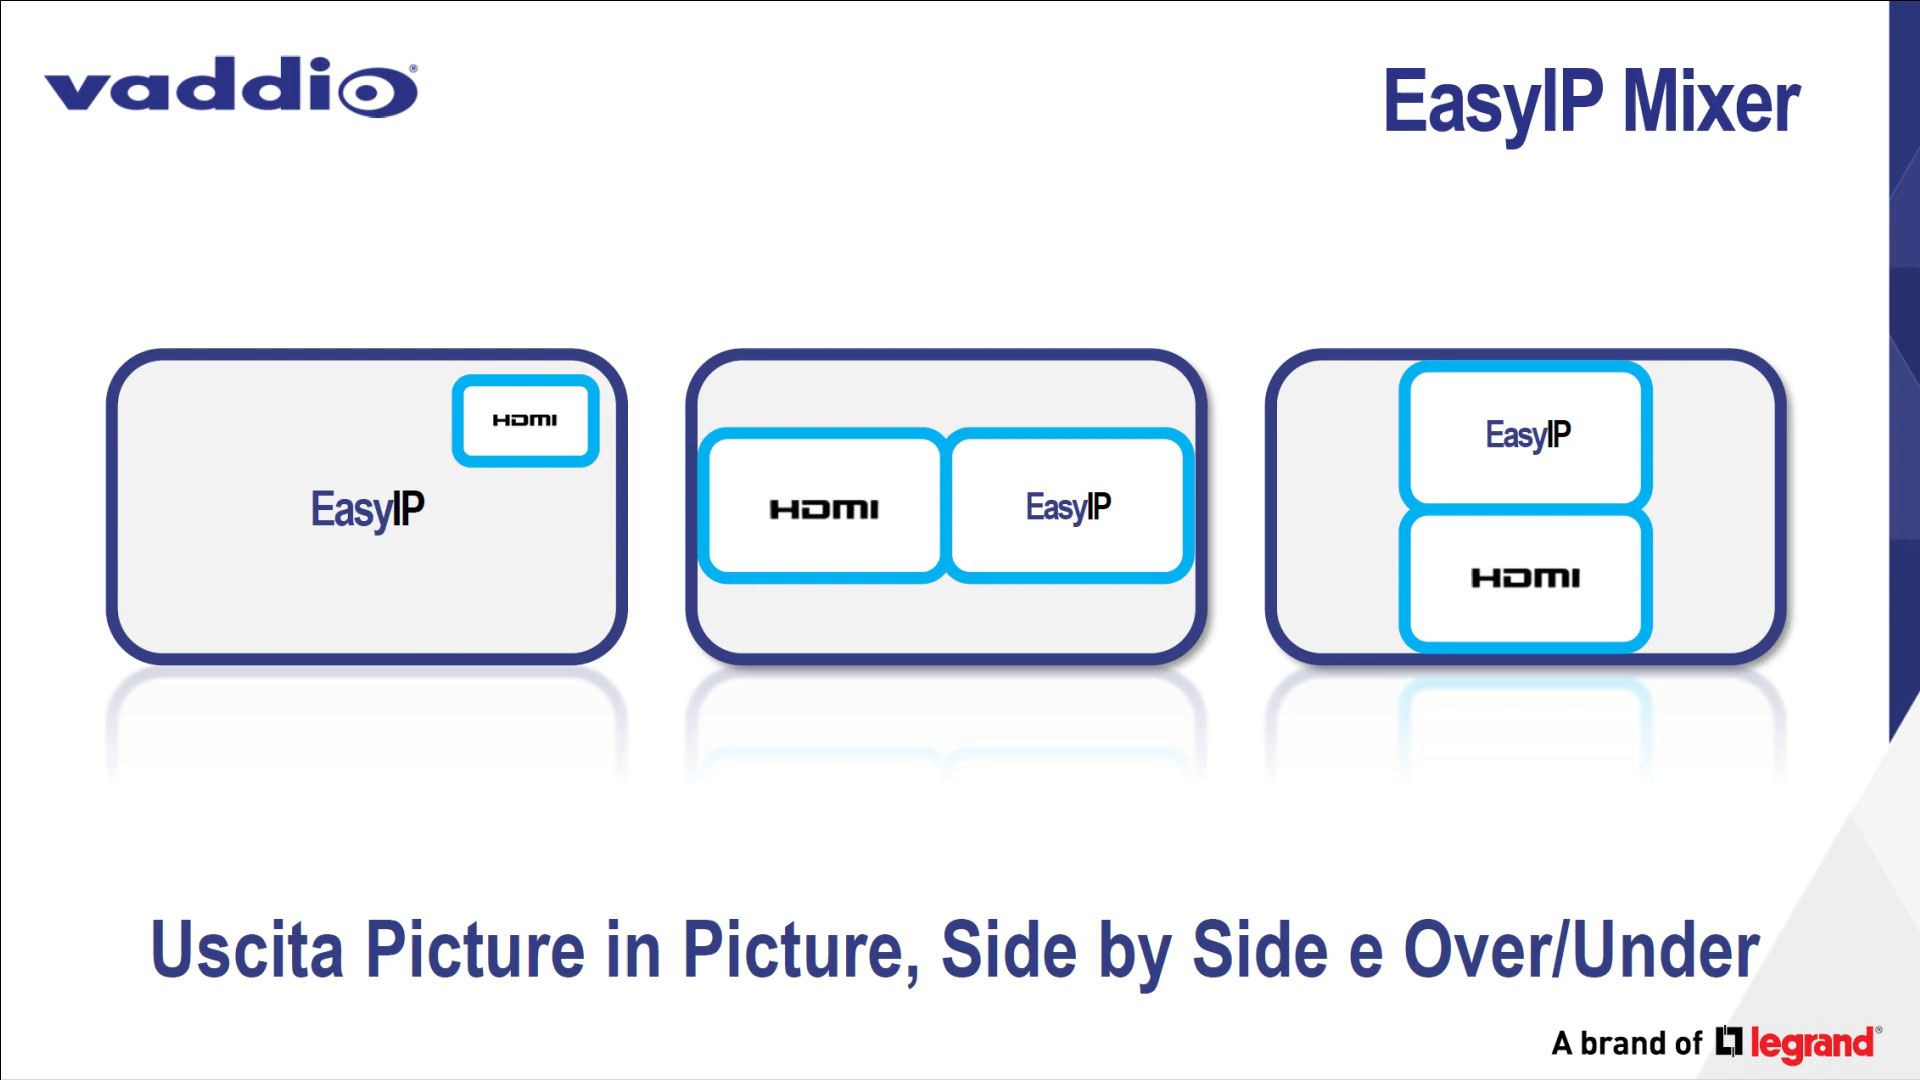 vaddio®
EasyIP Mixer
HDMI
EasyIP
HDMI
EasyIP
EasyIP
HDMI
Uscita Picture in Picture, Side by Side e Over/Under
A brand of legrand®